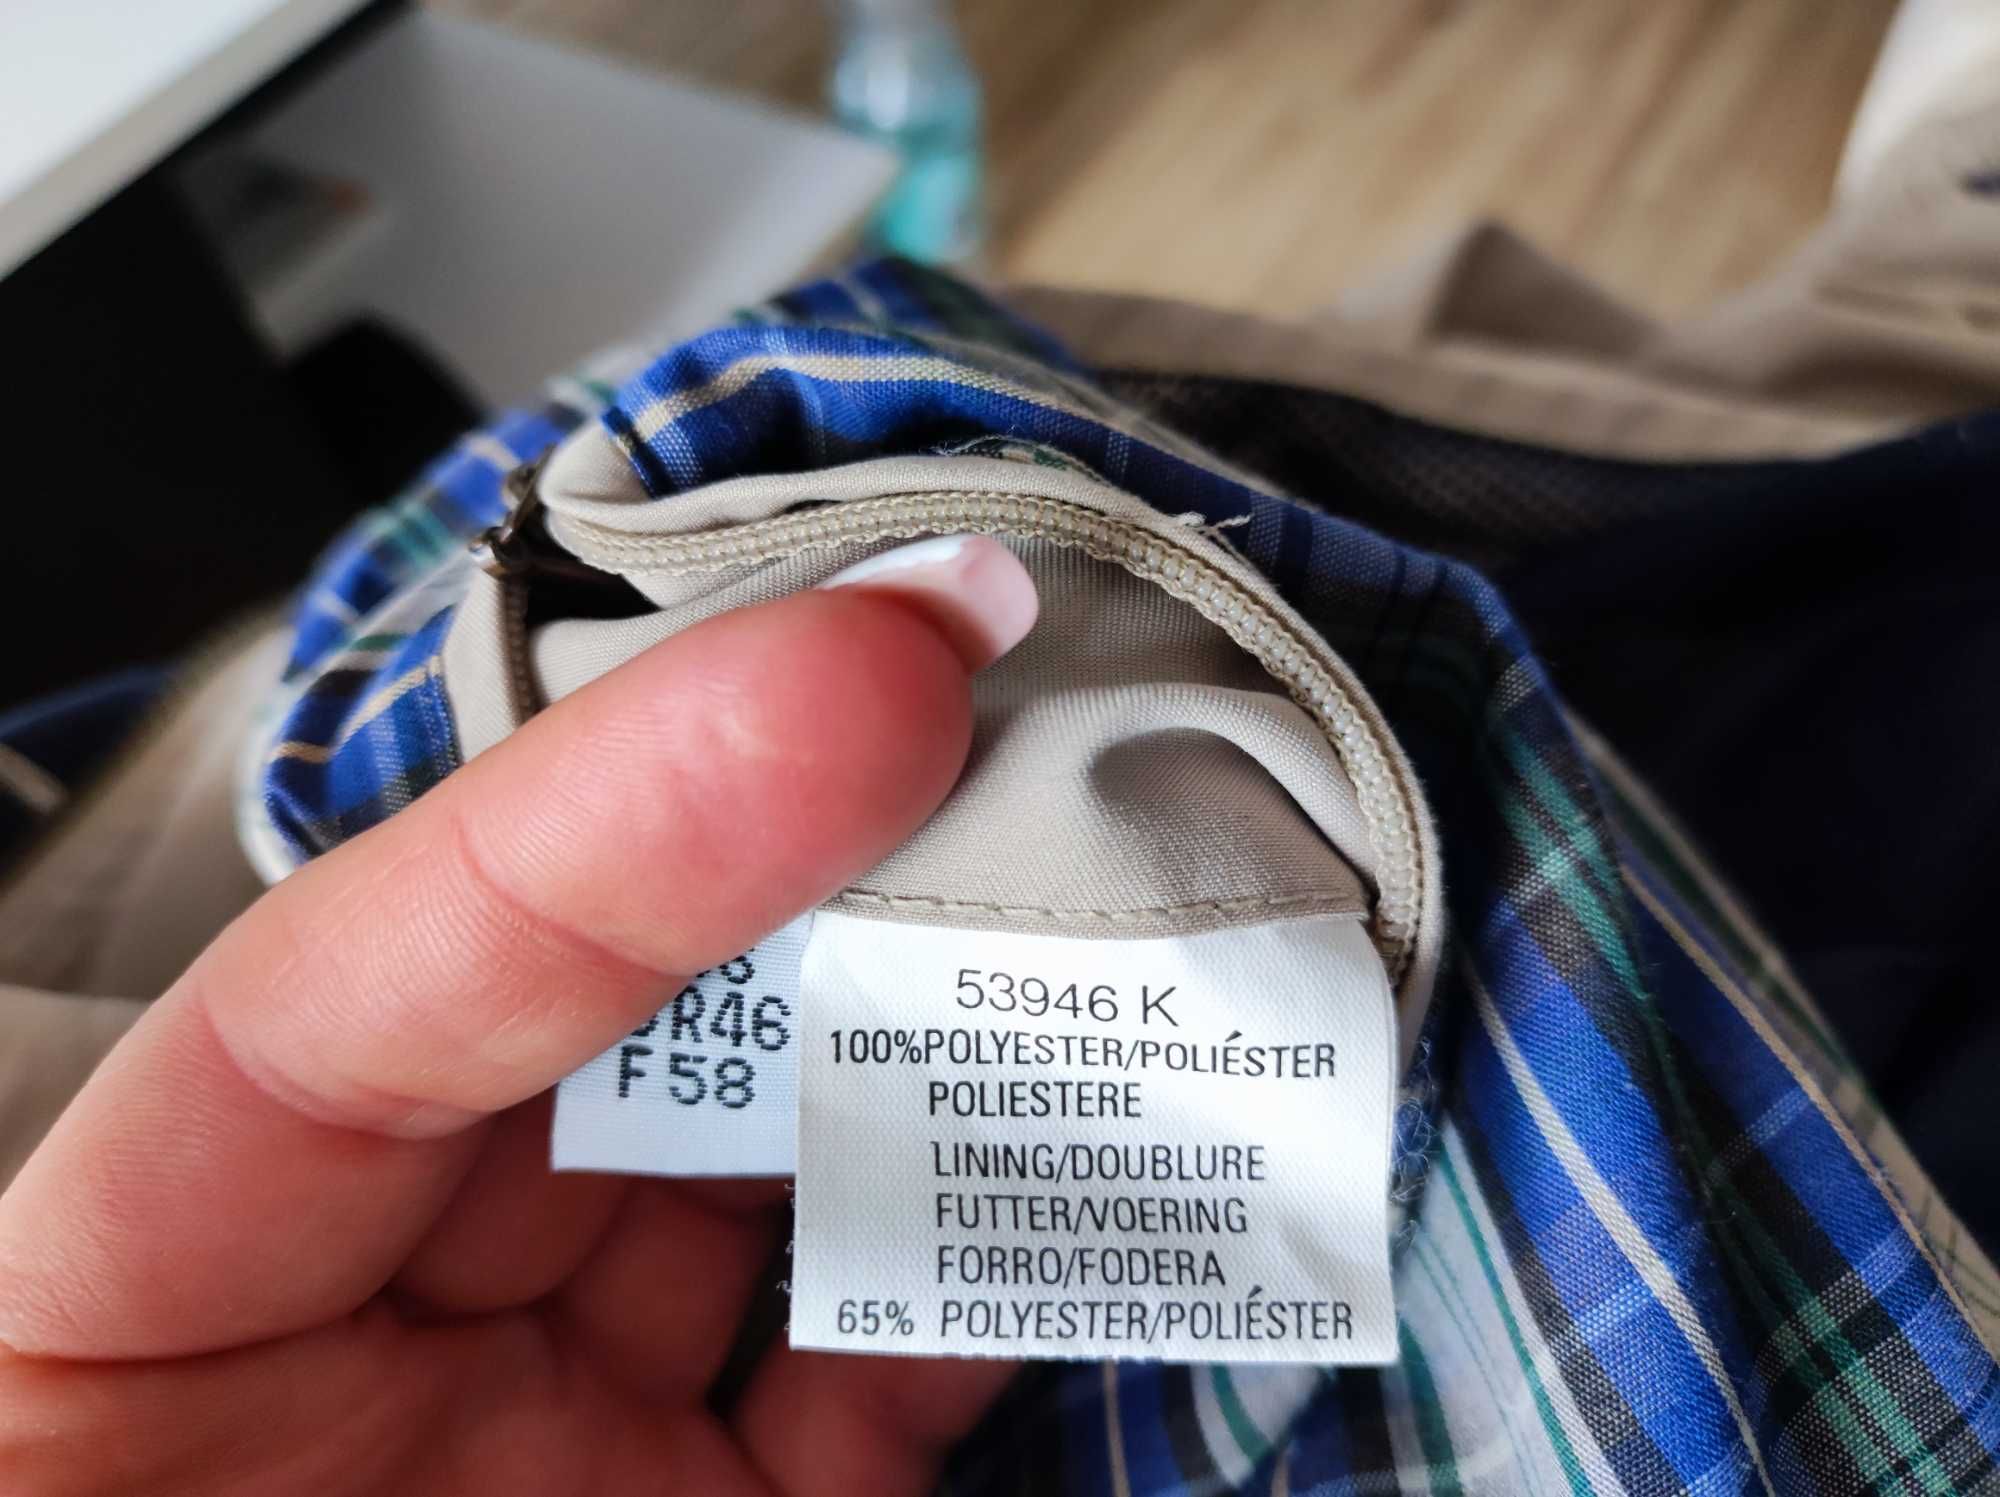 R46
F58
53946 K
100%POLYESTER/POLIÉSTER
POLIESTERE
LINING/DOUBLURE
FUTTER/VOERING
FORRO/FODERA
65% POLYESTER/POLIÉSTER